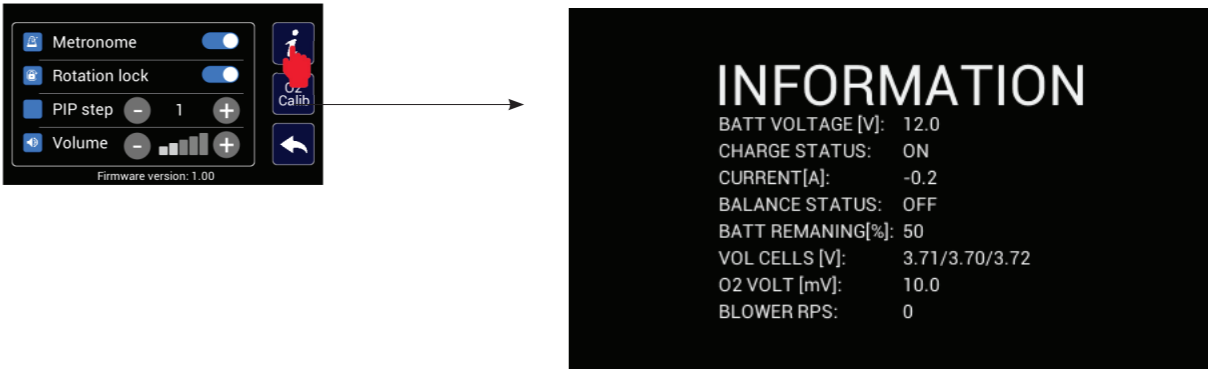 Metronome
Rotation lock
PIP step - 1 +
Volume - +
i
O2
Calib
Firmware version: 1.00
INFORMATION
BATT VOLTAGE [V]: 12.0
CHARGE STATUS: ON
CURRENT[A]: -0.2
BALANCE STATUS: OFF
BATT REMANING[%]: 50
VOL CELLS [V]: 3.71/3.70/3.72
O2 VOLT [mV]: 10.0
BLOWER RPS: 0